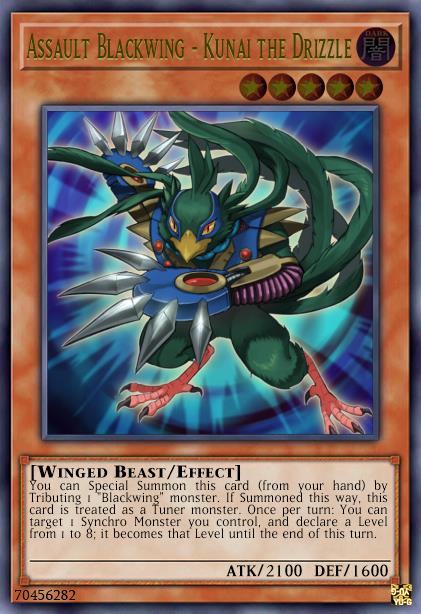 ASSAULT BLACKWING - KUNAI THE DRIZZLE
DARK
闇
[WINGED BEAST/EFFECT]
You can Special Summon this card (from your hand) by
Tributing 1 "Blackwing" monster. If Summoned this way, this
card is treated as a Tuner monster. Once per turn: You can
target 1 Synchro Monster you control, and declare a Level
from 1 to 8; it becomes that Level until the end of this turn.
ATK/2100 DEF/1600
70456282